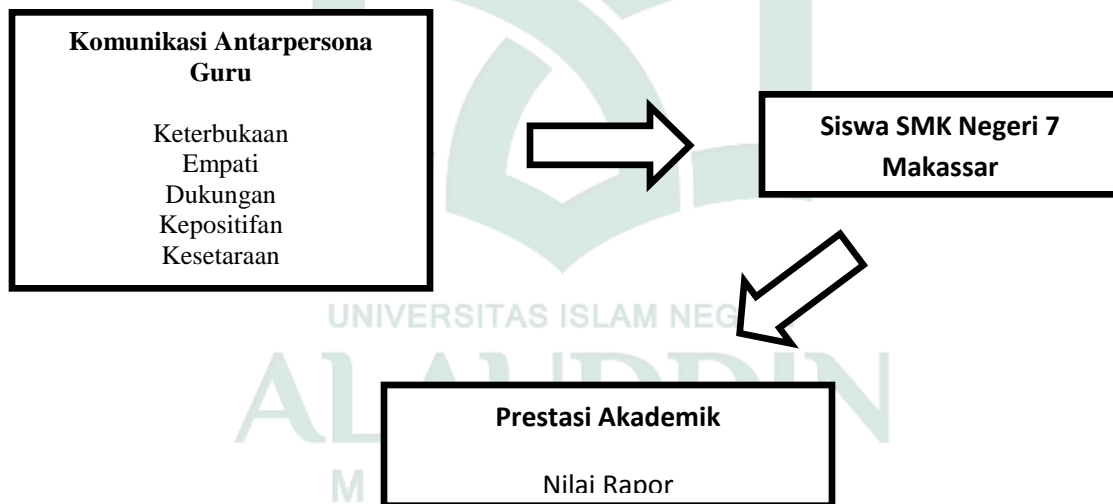 Komunikasi Antarpersona
Guru
Keterbukaan
Empati
Dukungan
Kepositifan
Kesetaraan
Siswa SMK Negeri 7
Makassar
UNIVERSITAS ISLAM NEG
ALAUDDIN
M
Prestasi Akademik
Nilai Rapor